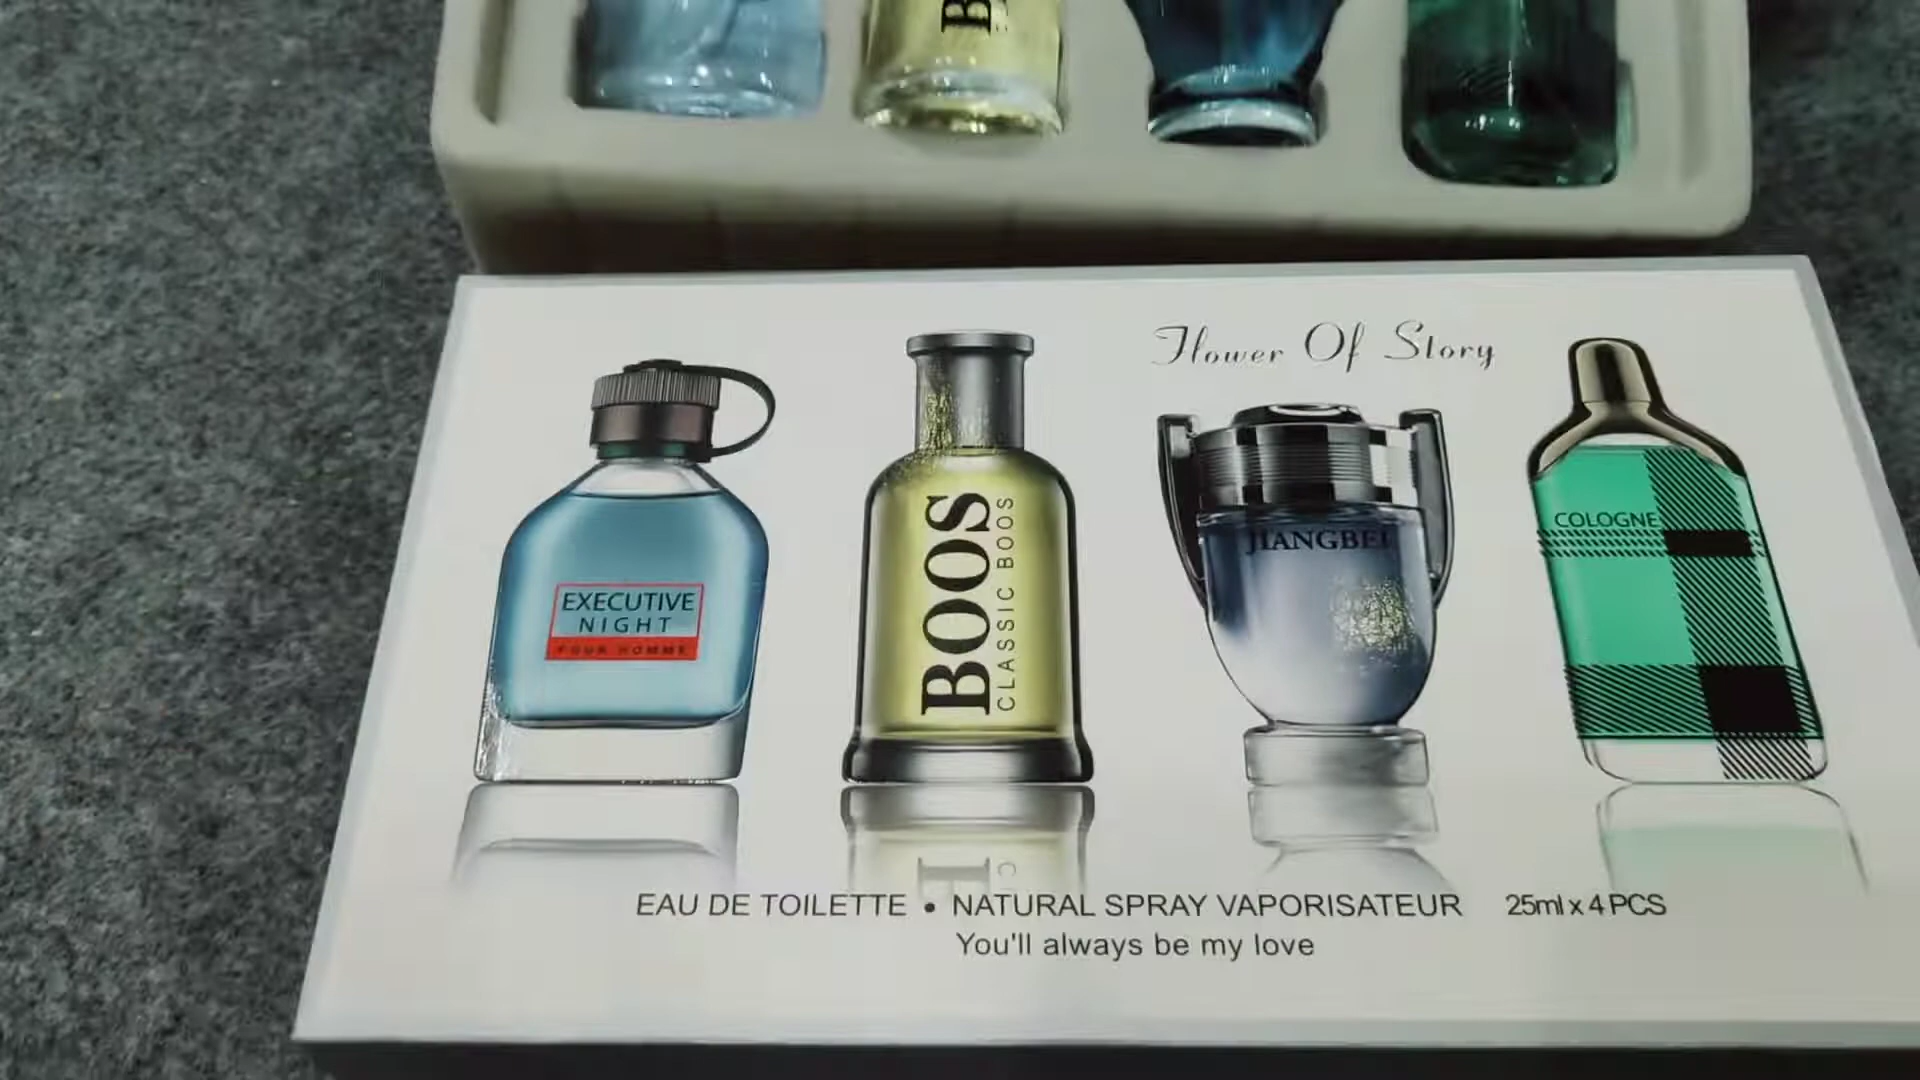 Flower Of Story
EXECUTIVE
NIGHT
POUR HOMME
BOOS
CLASSIC BOOS
JIANGBEI
COLOGNE
EAU DE TOILETTE • NATURAL SPRAY VAPORISATEUR 25ml x 4 PCS
You'll always be my love